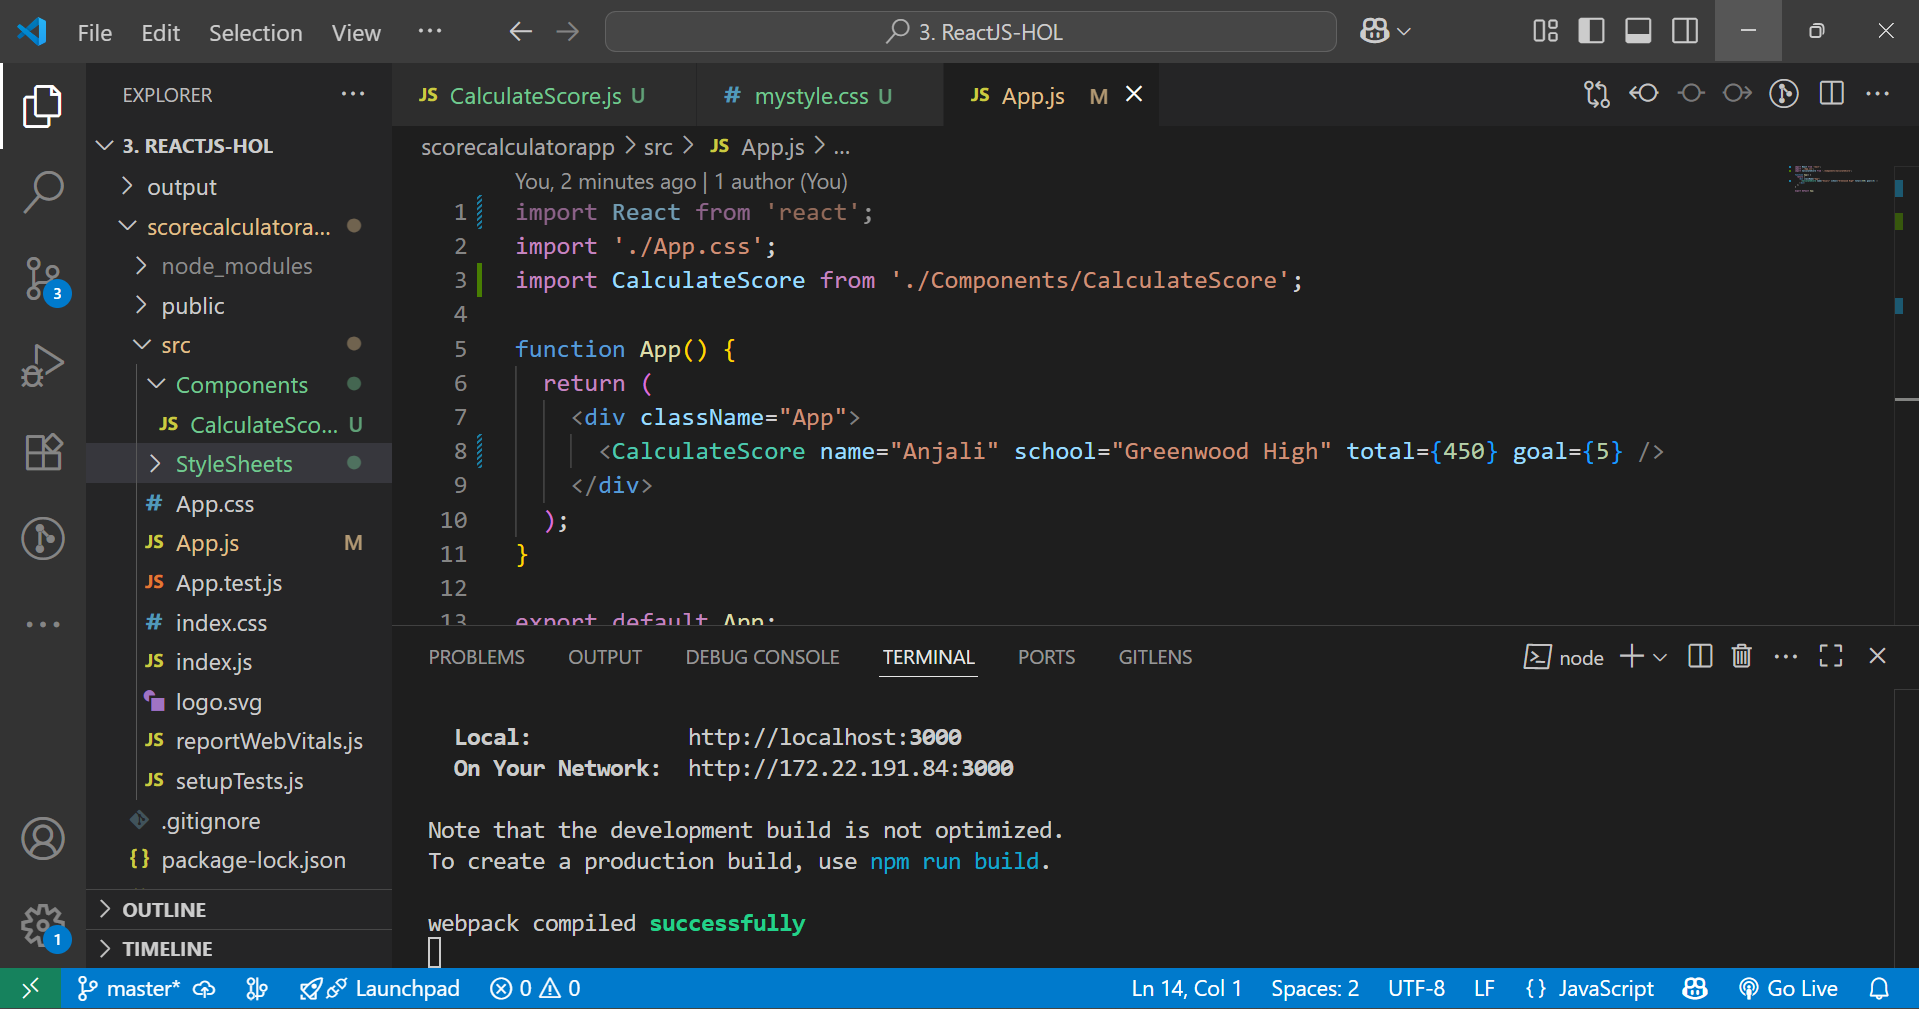 File Edit Selection View ··· 3. ReactJS-HOL
EXPLORER ···
3. REACTJS-HOL
output
scorecalculatora...
node_modules
public
src
Components
JS CalculateSco... U
StyleSheets
# App.css
JS App.js M
JS App.test.js
# index.css
JS index.js
logo.svg
JS reportWebVitals.js
JS setupTests.js
.gitignore
{} package-lock.json
OUTLINE
TIMELINE
3
1
JS CalculateScore.js U # mystyle.css U JS App.js M
scorecalculatorapp > src > JS App.js > ...
You, 2 minutes ago | 1 author (You)
1 import React from 'react';
2 import './App.css';
3 import CalculateScore from './Components/CalculateScore';
4
5 function App() {
6 return (
7 <div className="App">
8 <CalculateScore name="Anjali" school="Greenwood High" total={450} goal={5} />
9 </div>
10 );
11 }
12
13 export default App;
PROBLEMS OUTPUT DEBUG CONSOLE TERMINAL PORTS GITLENS node
Local: http://localhost:3000
On Your Network: http://172.22.191.84:3000
Note that the development build is not optimized.
To create a production build, use npm run build.
webpack compiled successfully
master* Launchpad 0 0 Ln 14, Col 1 Spaces: 2 UTF-8 LF {} JavaScript Go Live